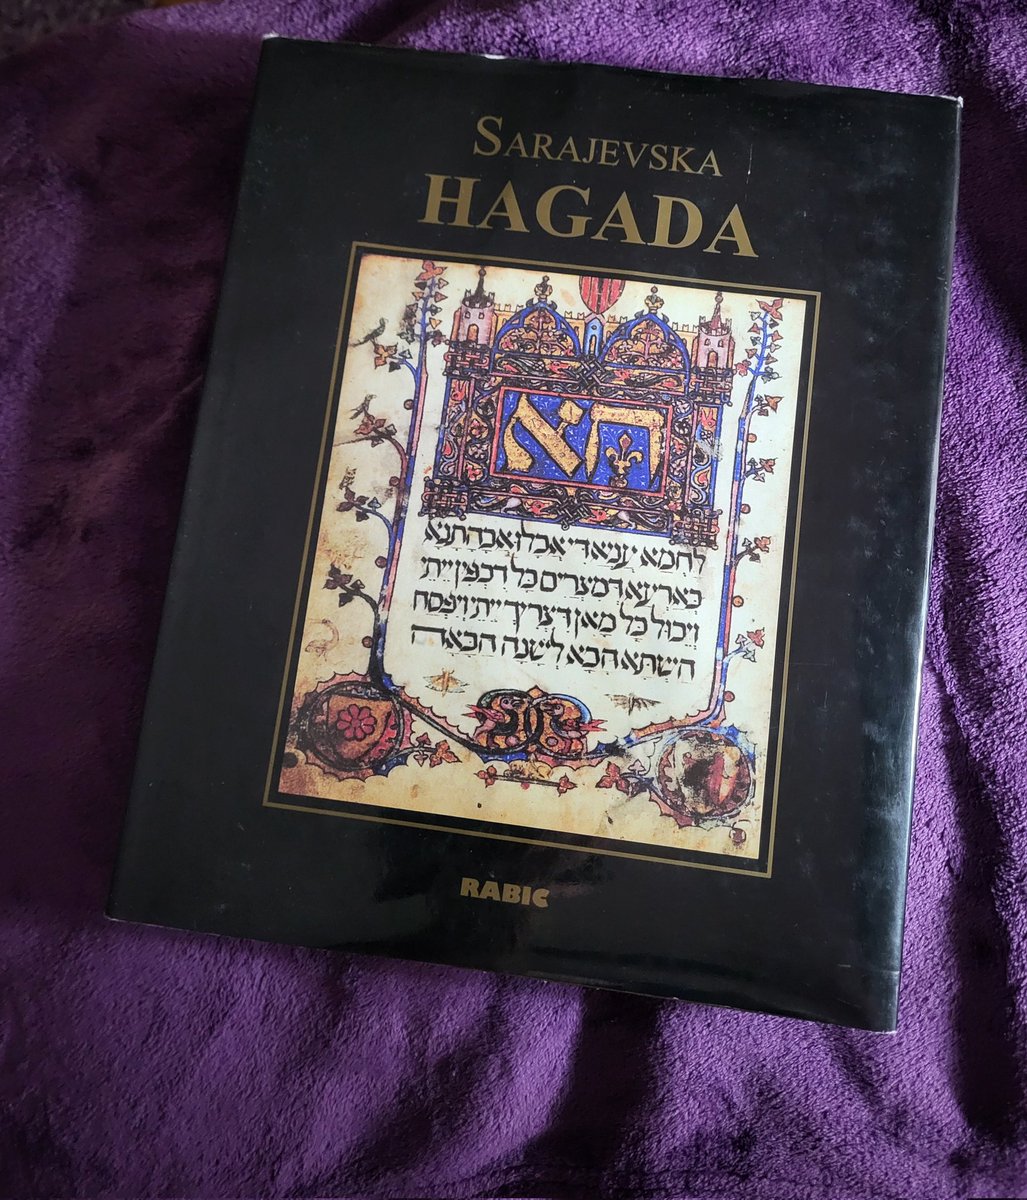 SARAJEVSKA
HAGADA
הא
לחמא עניא די אכלו אבהתנא
בארעא דמצרים כל דכפין ייתי
ויכול כל מאן דצריך ייתי ויפסח
השתא הכא לשנה הבאה
RABIC